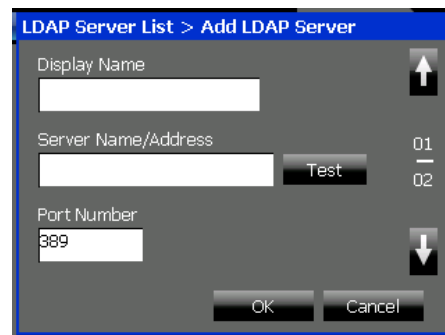 LDAP Server List > Add LDAP Server
Display Name
Server Name/Address
Test
01
02
Port Number
389
OK
Cancel